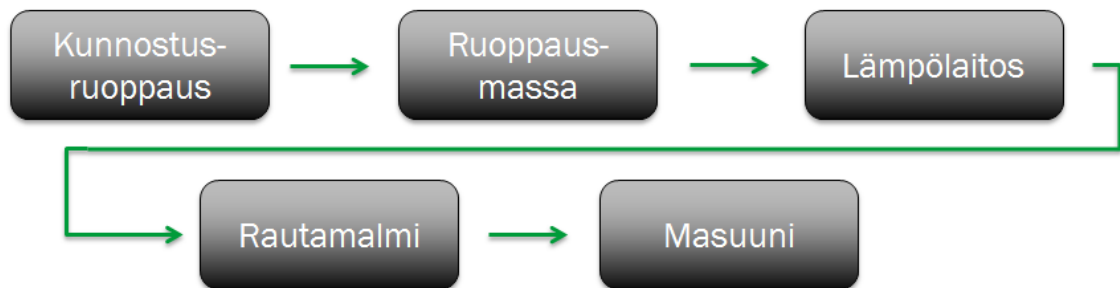 Kunnostus-
ruoppaus
Ruoppaus-
massa
Lämpölaitos
Rautamalmi
Masuuni